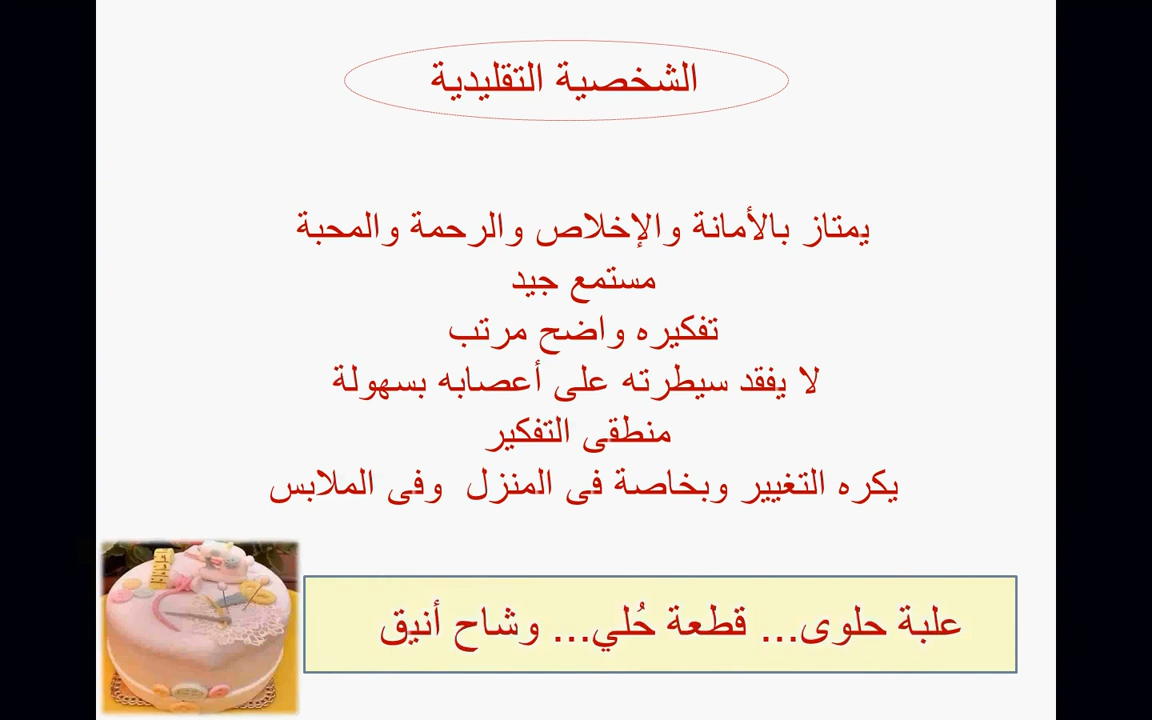 الشخصية التقليدية
يمتاز بالأمانة والإخلاص والرحمة والمحبة
مستمع جيد
تفكيره واضح مرتب
لا يفقد سيطرته على أعصابه بسهولة
منطقى التفكير
يكره التغيير وبخاصة فى المنزل وفى الملابس
علبة حلوى... قطعة حُلي... وشاح أنيق